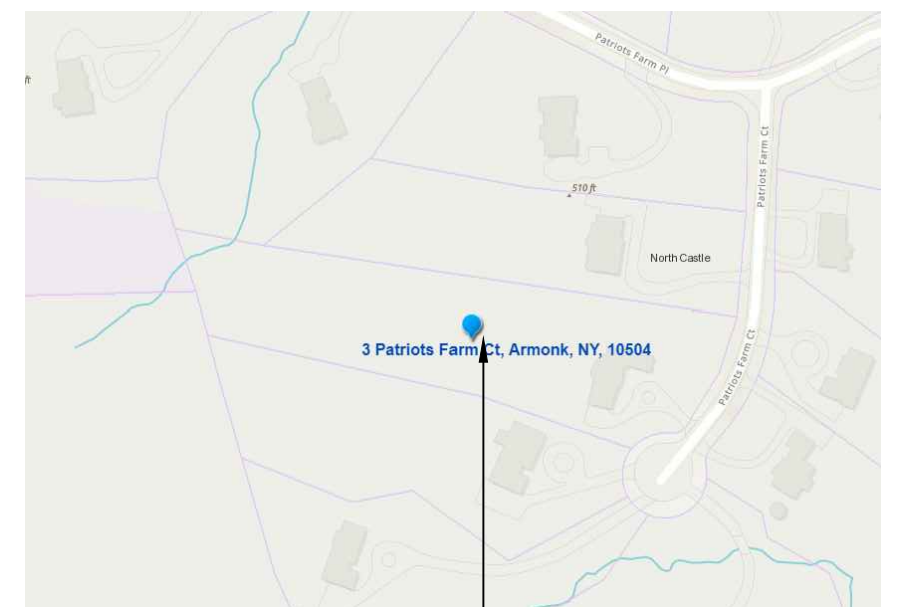 Patriots Farm Pl
ft
Patriots Farm Ct
510 ft
North Castle
3 Patriots Farm Ct, Armonk, NY, 10504
Patriots Farm Ct